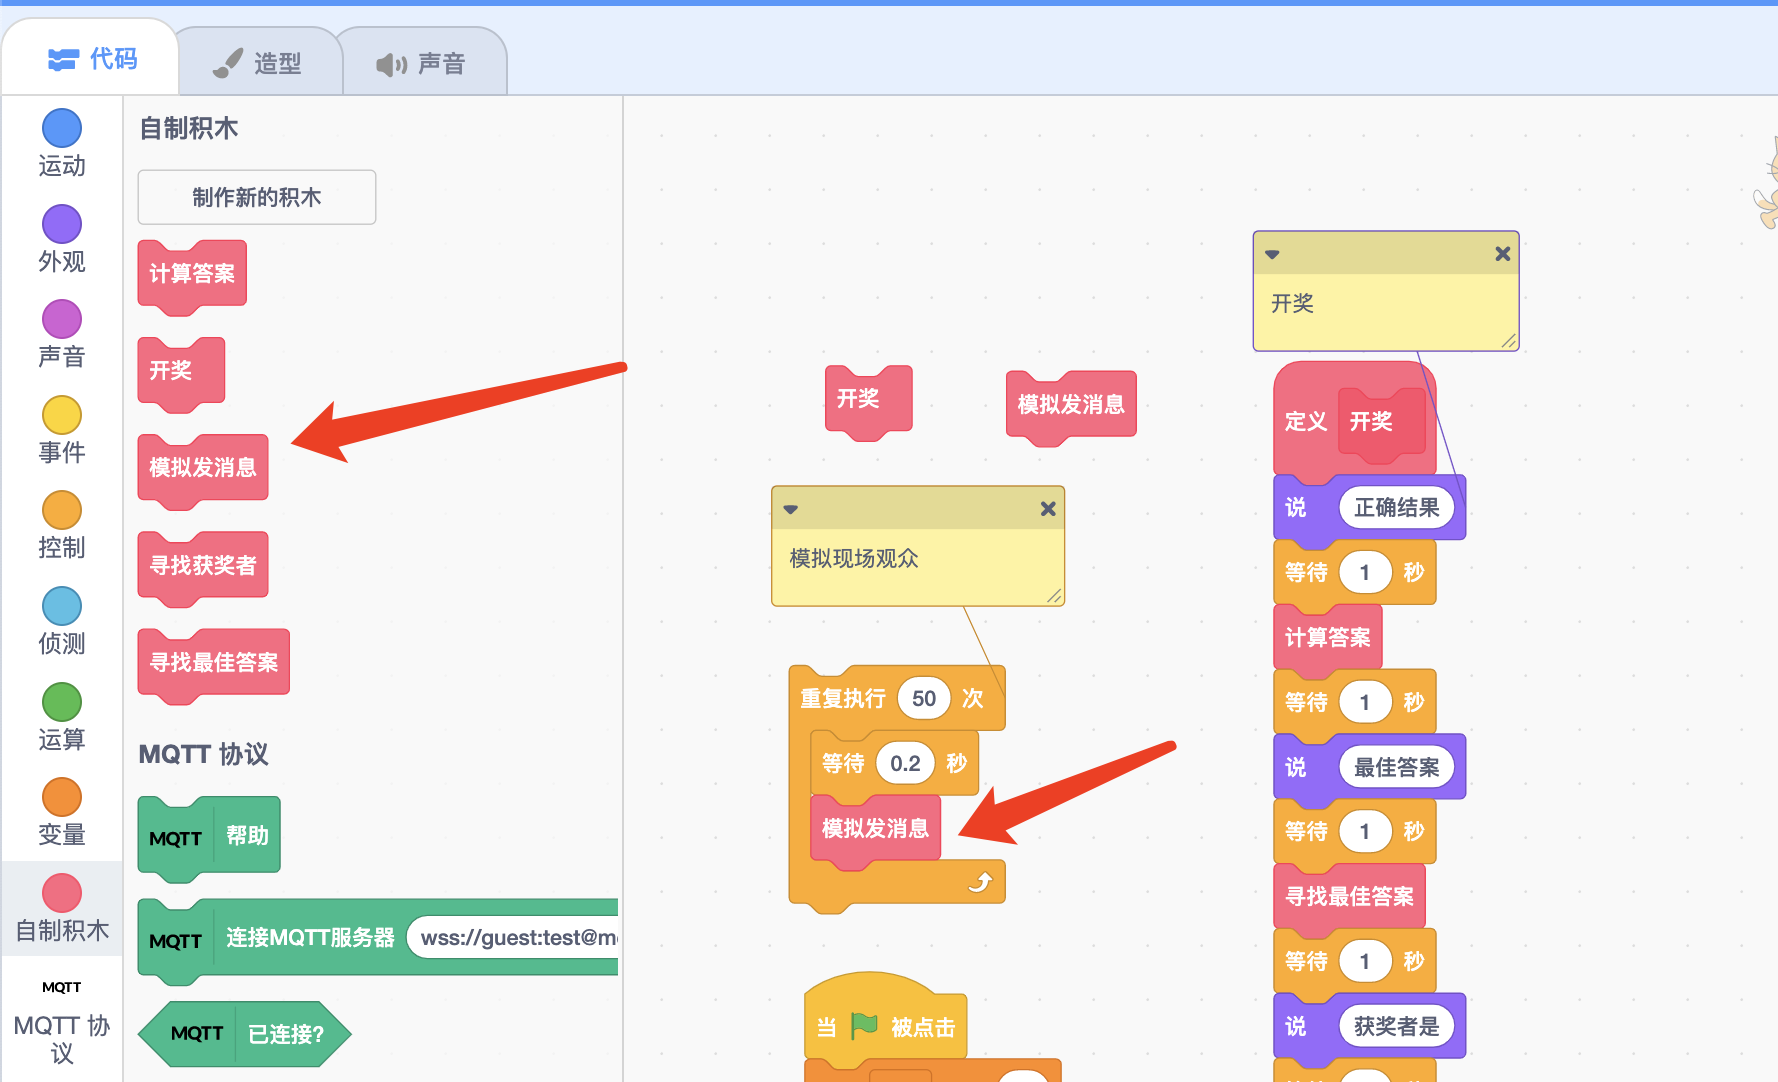 代码
造型
声音
运动
外观
声音
事件
控制
侦测
运算
变量
自制积木
MQTT
MQTT 协
议
自制积木
制作新的积木
计算答案
开奖
模拟发消息
寻找获奖者
寻找最佳答案
MQTT 协议
MQTT 帮助
MQTT 连接MQTT服务器 wss://guest:test@m
MQTT 已连接?
开奖
模拟发消息
模拟现场观众
重复执行 50 次
等待 0.2 秒
模拟发消息
当 被点击
开奖
定义 开奖
说 正确结果
等待 1 秒
计算答案
等待 1 秒
说 最佳答案
等待 1 秒
寻找最佳答案
等待 1 秒
说 获奖者是